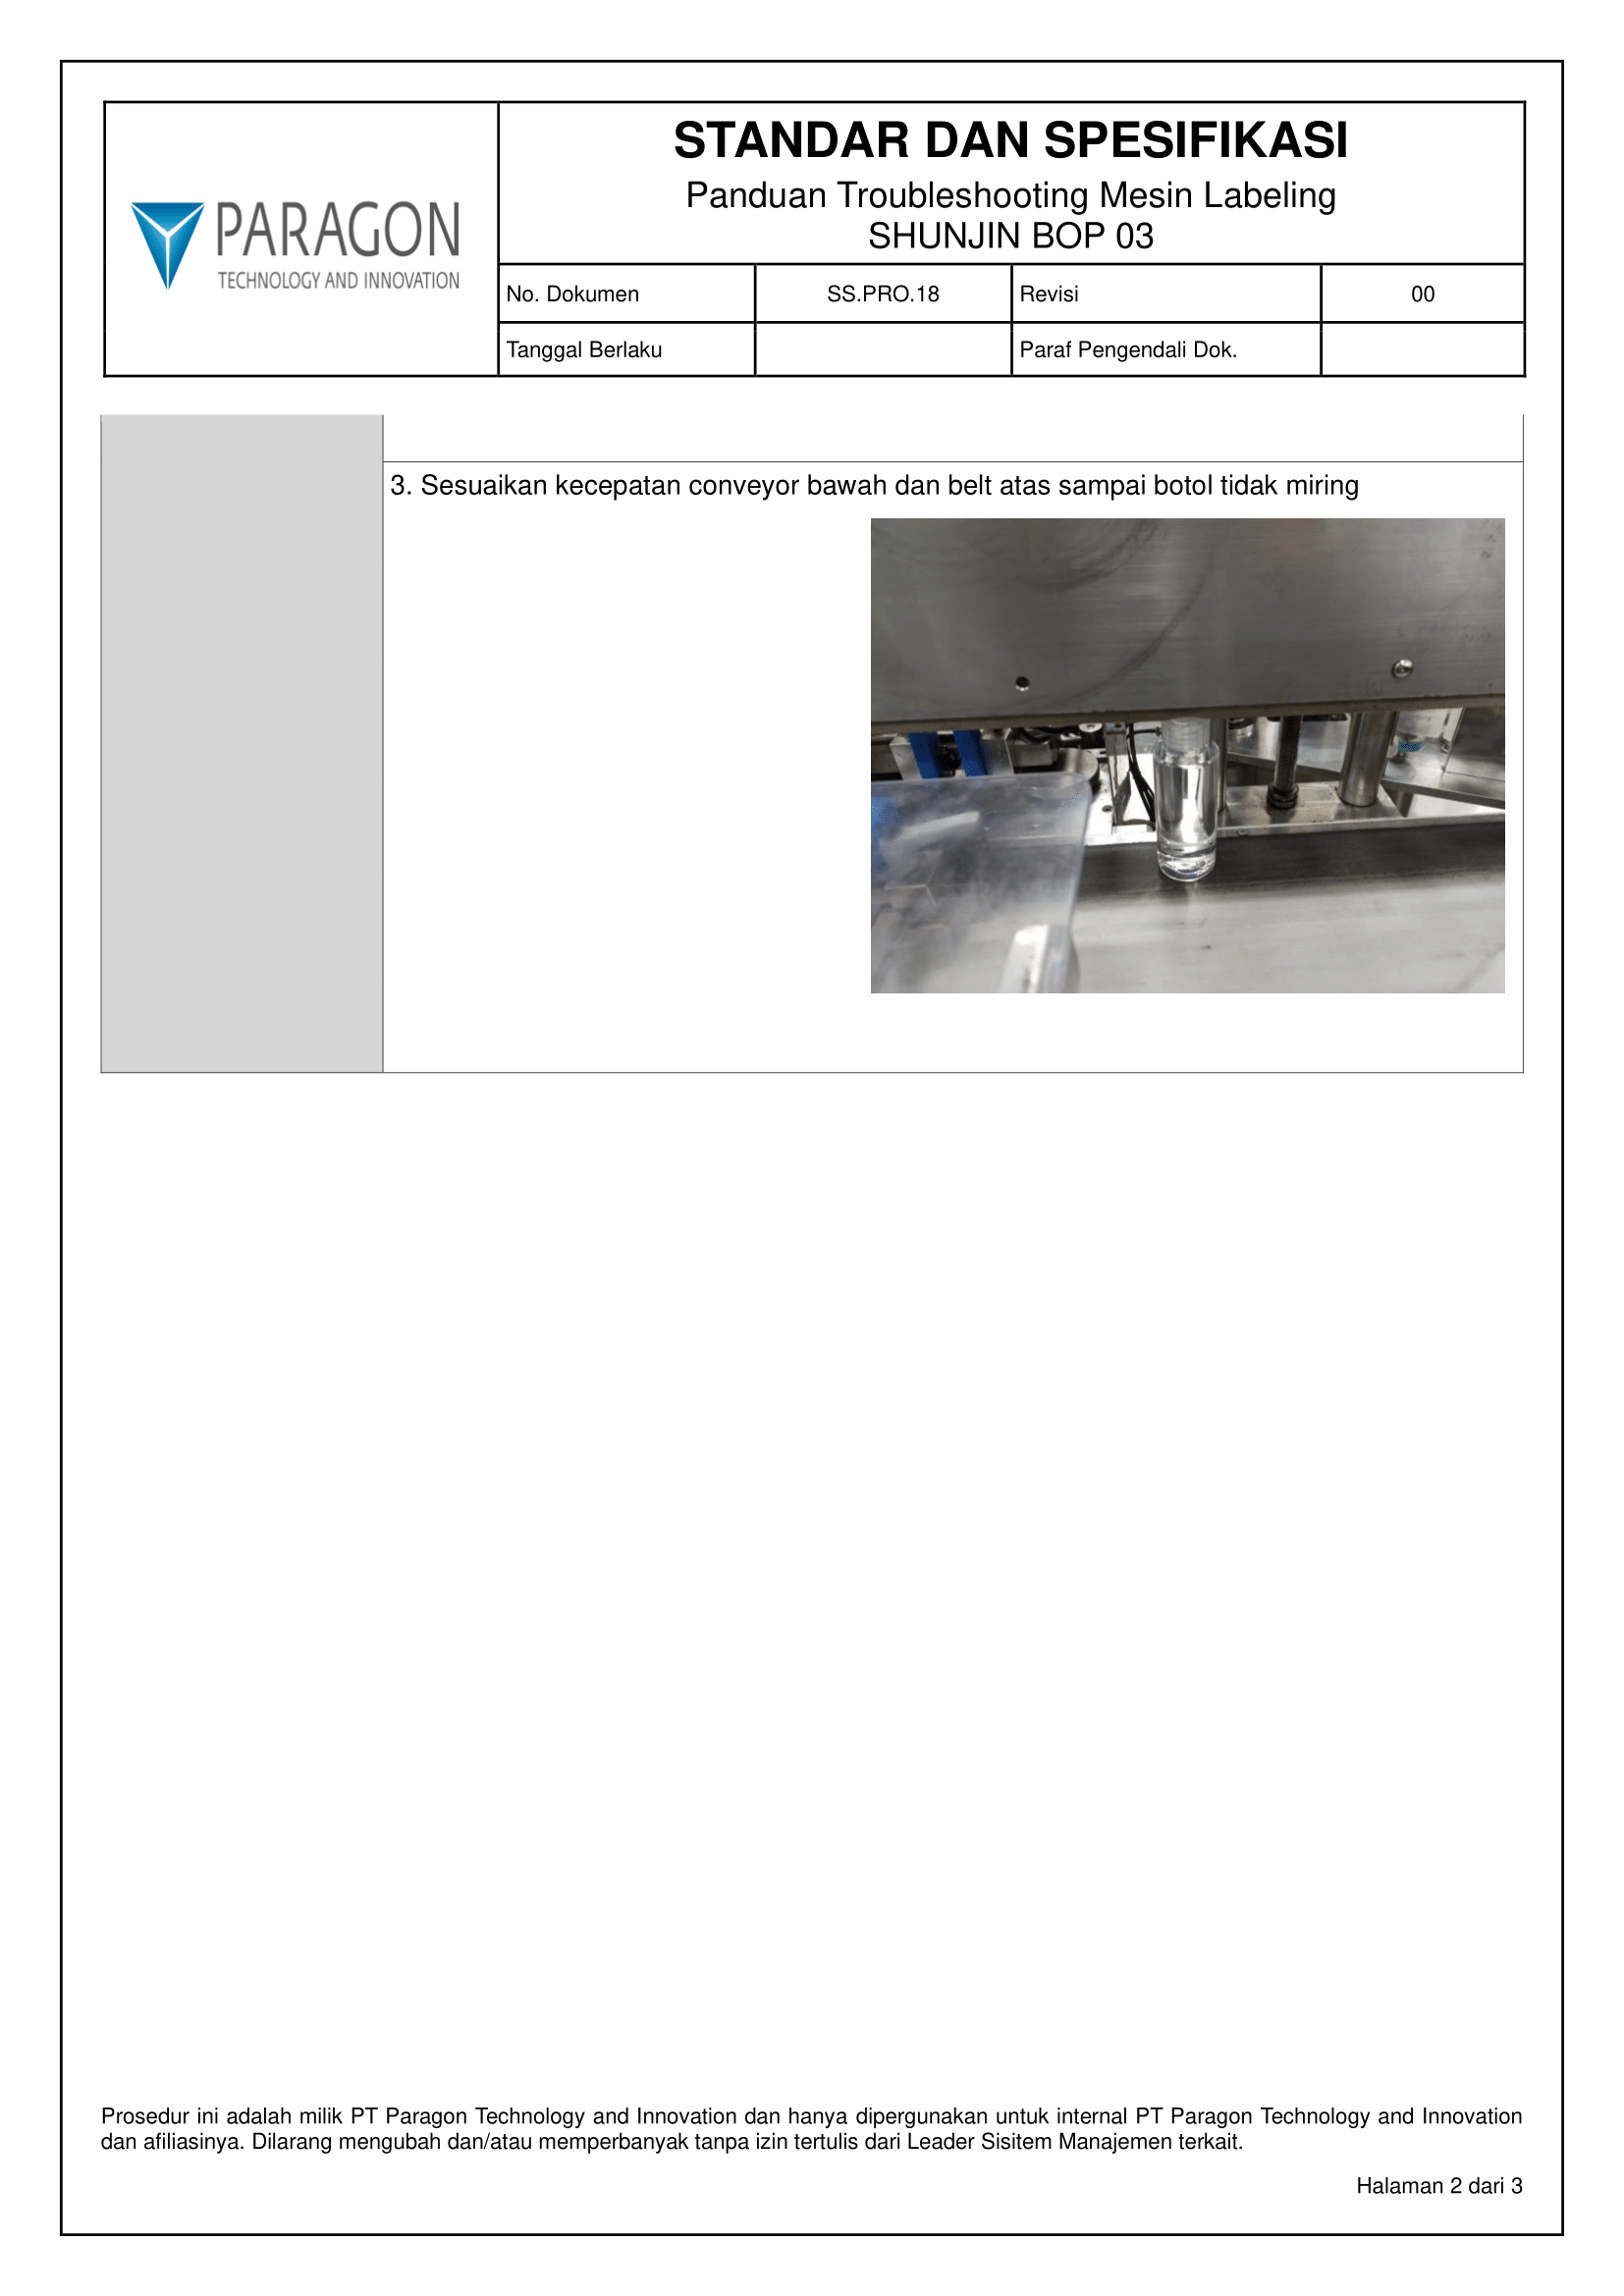 PARAGON
TECHNOLOGY AND INNOVATION
STANDAR DAN SPESIFIKASI
Panduan Troubleshooting Mesin Labeling
SHUNJIN BOP 03
No. Dokumen SS.PRO.18 Revisi 00
Tanggal Berlaku Paraf Pengendali Dok.
3. Sesuaikan kecepatan conveyor bawah dan belt atas sampai botol tidak miring
Prosedur ini adalah milik PT Paragon Technology and Innovation dan hanya dipergunakan untuk internal PT Paragon Technology and Innovation
dan afiliasinya. Dilarang mengubah dan/atau memperbanyak tanpa izin tertulis dari Leader Sisitem Manajemen terkait.
Halaman 2 dari 3